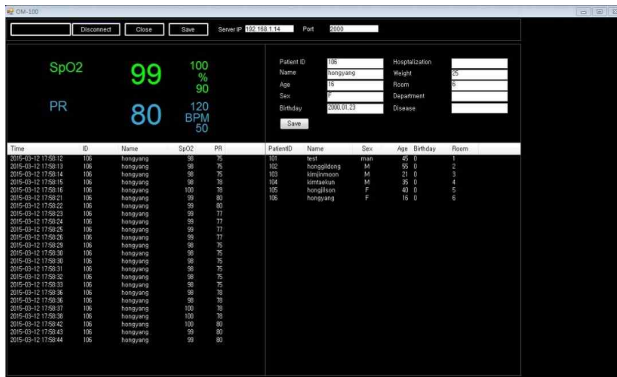 OM-100
Disconnect Close Save Server IP 192.168.1.14 Port 2000
SpO2 99 100 % 90
PR 80 120 BPM 50
Patient ID 106 Hosptalization
Name hongyang Weight 25
Age 16 Room 6
Sex F Department
Birthday 2000.01.23 Disease
Save
Time ID Name SpO2 PR
2015-03-12 17:58:12 106 hongyang 98 75
2015-03-12 17:58:13 106 hongyang 98 75
2015-03-12 17:58:14 106 hongyang 98 75
2015-03-12 17:58:15 106 hongyang 98 78
2015-03-12 17:58:16 106 hongyang 100 78
2015-03-12 17:58:21 106 hongyang 99 80
2015-03-12 17:58:22 106 hongyang 99 80
2015-03-12 17:58:23 106 hongyang 99 77
2015-03-12 17:58:24 106 hongyang 99 77
2015-03-12 17:58:25 106 hongyang 99 77
2015-03-12 17:58:26 106 hongyang 99 77
2015-03-12 17:58:29 106 hongyang 98 75
2015-03-12 17:58:30 106 hongyang 98 75
2015-03-12 17:58:30 106 hongyang 98 75
2015-03-12 17:58:31 106 hongyang 98 75
2015-03-12 17:58:32 106 hongyang 98 75
2015-03-12 17:58:33 106 hongyang 98 75
2015-03-12 17:58:36 106 hongyang 98 78
2015-03-12 17:58:36 106 hongyang 98 78
2015-03-12 17:58:37 106 hongyang 100 78
2015-03-12 17:58:38 106 hongyang 100 78
2015-03-12 17:58:42 106 hongyang 100 80
2015-03-12 17:58:43 106 hongyang 99 80
2015-03-12 17:58:44 106 hongyang 99 80
PatientID Name Sex Age Birthday Room
101 test man 45 0 1
102 honggildong M 55 0 2
103 kimjinmoon M 21 0 3
104 kimtaekun M 35 0 4
105 hongjilson F 40 0 5
106 hongyang F 16 0 6